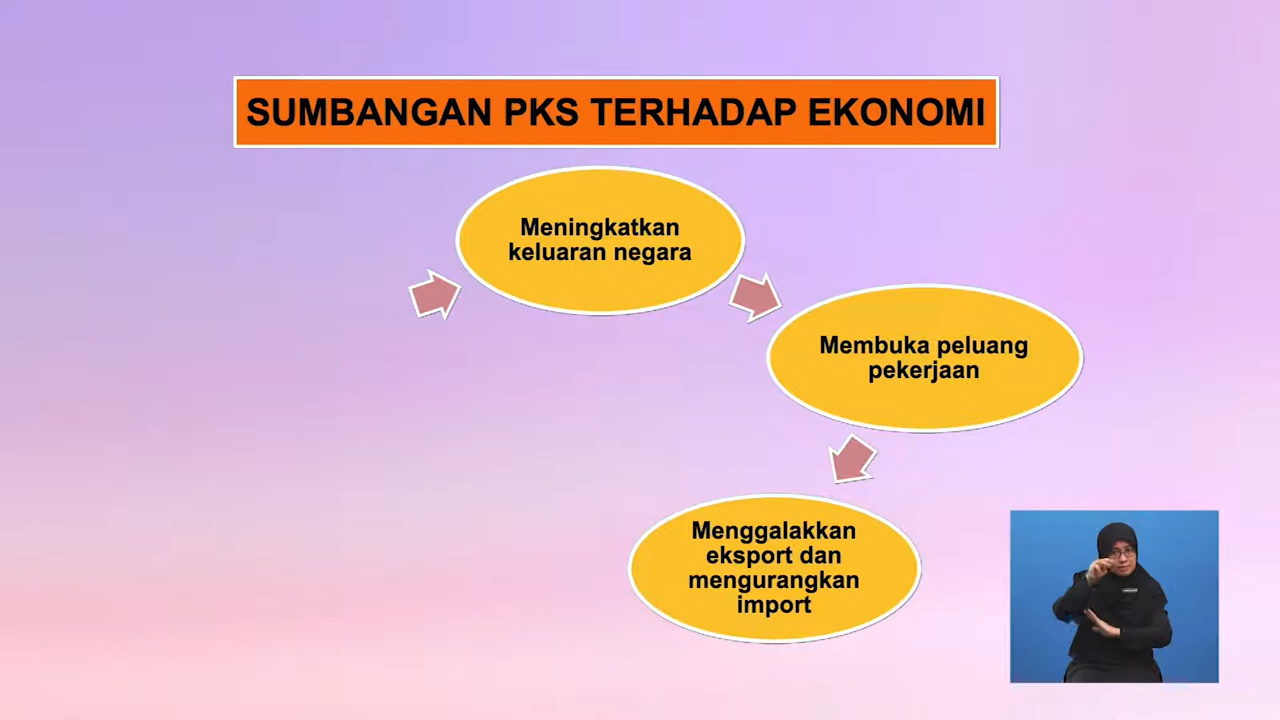 SUMBANGAN PKS TERHADAP EKONOMI
Meningkatkan
keluaran negara
Membuka peluang
pekerjaan
Menggalakkan
eksport dan
mengurangkan
import